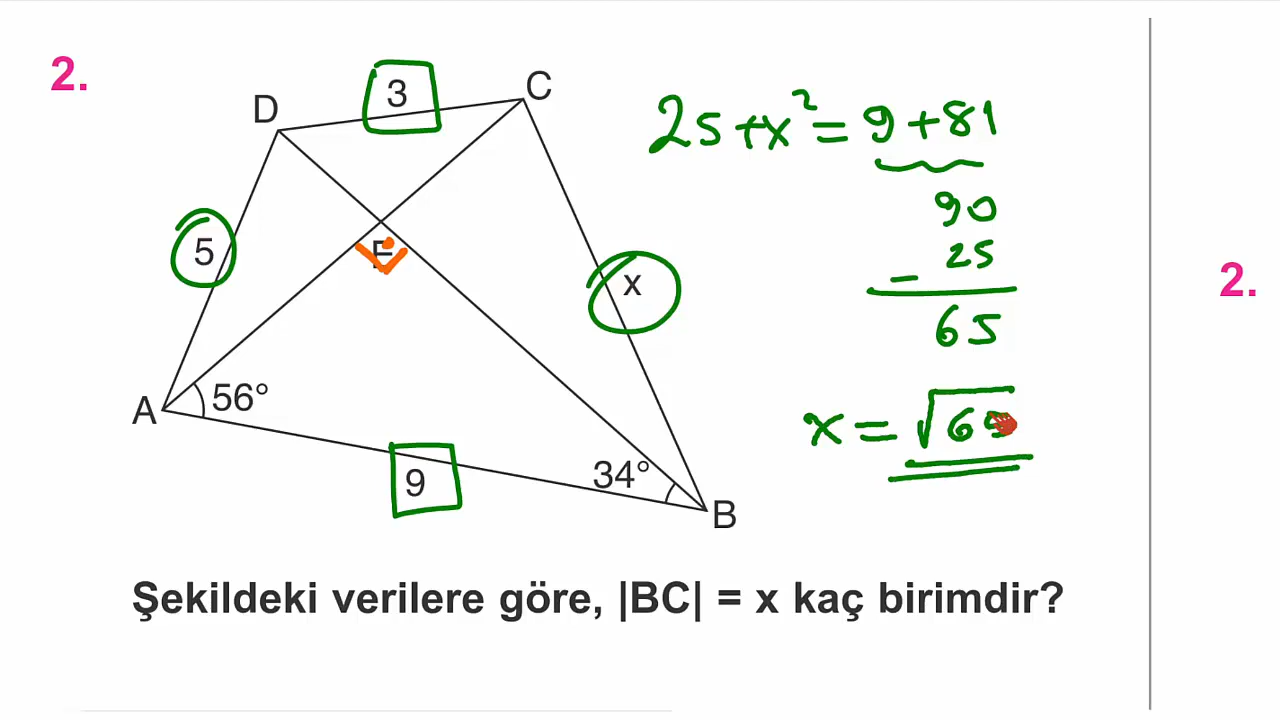 2.
D
3
C
5
E
x
A
56°
9
34°
B
25+x²=9+81
90
- 25
65
x=√65
Şekildeki verilere göre, |BC| = x kaç birimdir?
2.